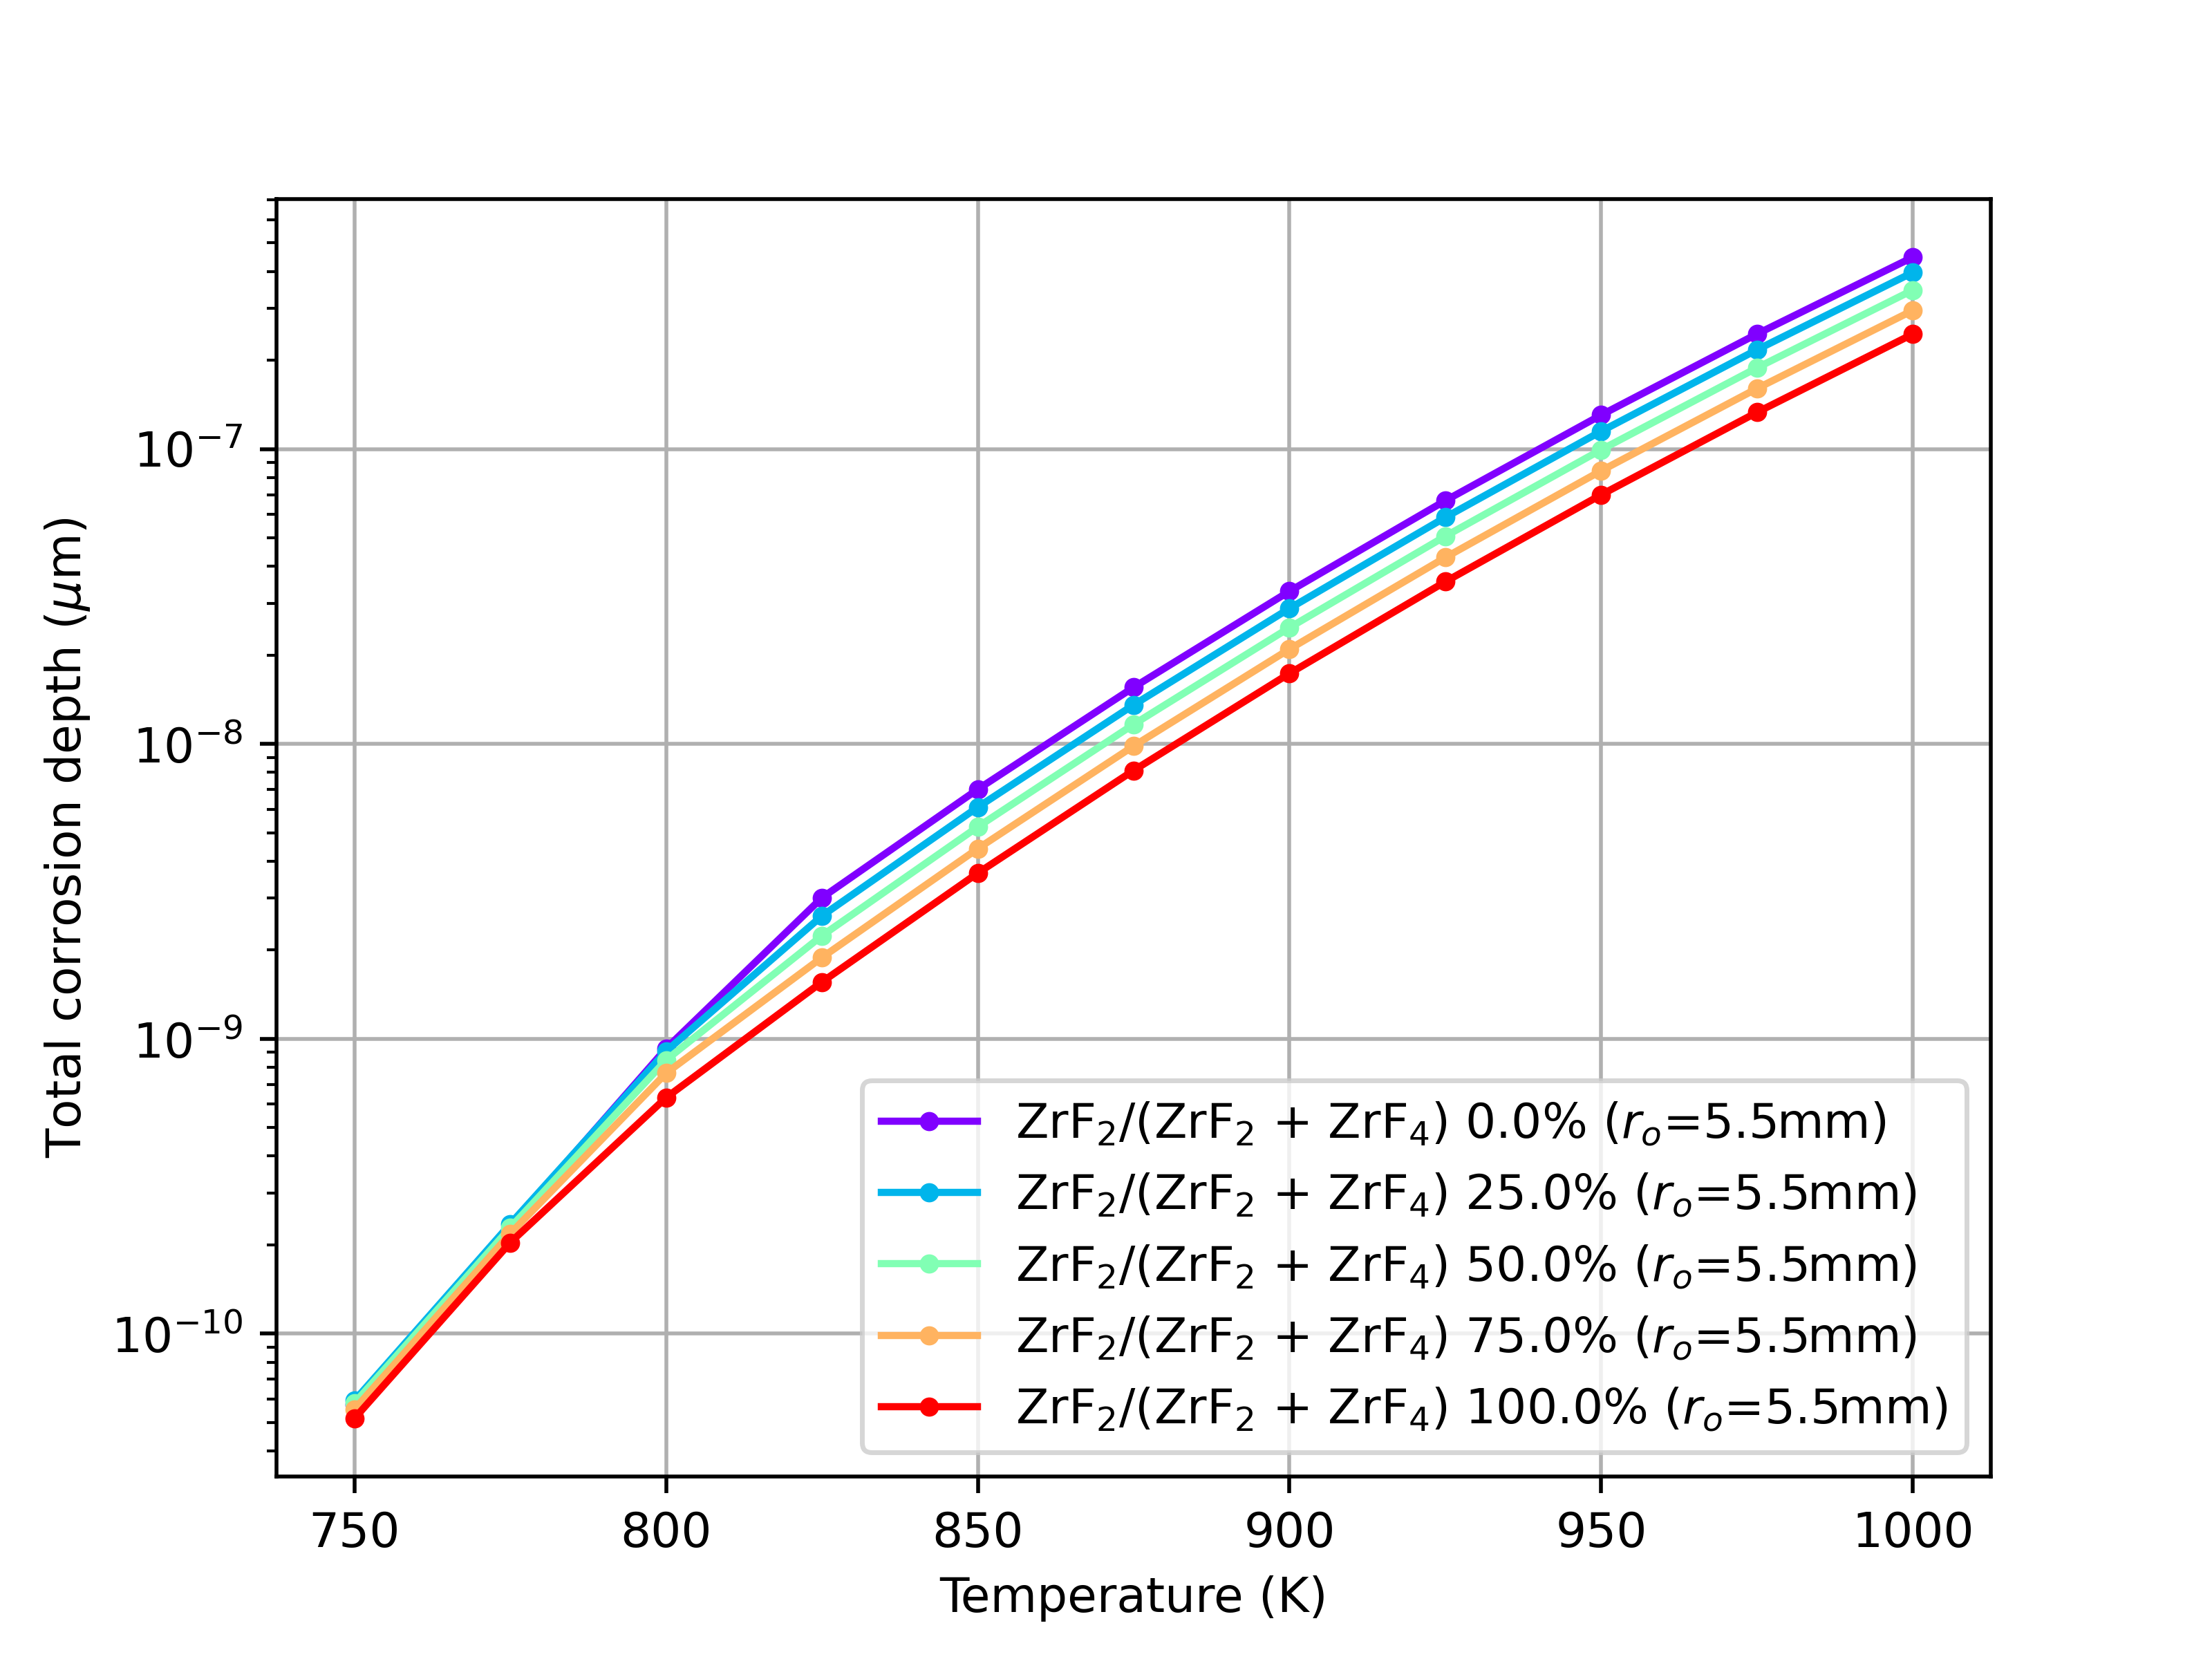 Total corrosion depth (μm)
10⁻⁷
10⁻⁸
10⁻⁹
10⁻¹⁰
ZrF₂/(ZrF₂ + ZrF₄) 0.0% (rₒ=5.5mm)
ZrF₂/(ZrF₂ + ZrF₄) 25.0% (rₒ=5.5mm)
ZrF₂/(ZrF₂ + ZrF₄) 50.0% (rₒ=5.5mm)
ZrF₂/(ZrF₂ + ZrF₄) 75.0% (rₒ=5.5mm)
ZrF₂/(ZrF₂ + ZrF₄) 100.0% (rₒ=5.5mm)
750 800 850 900 950 1000
Temperature (K)